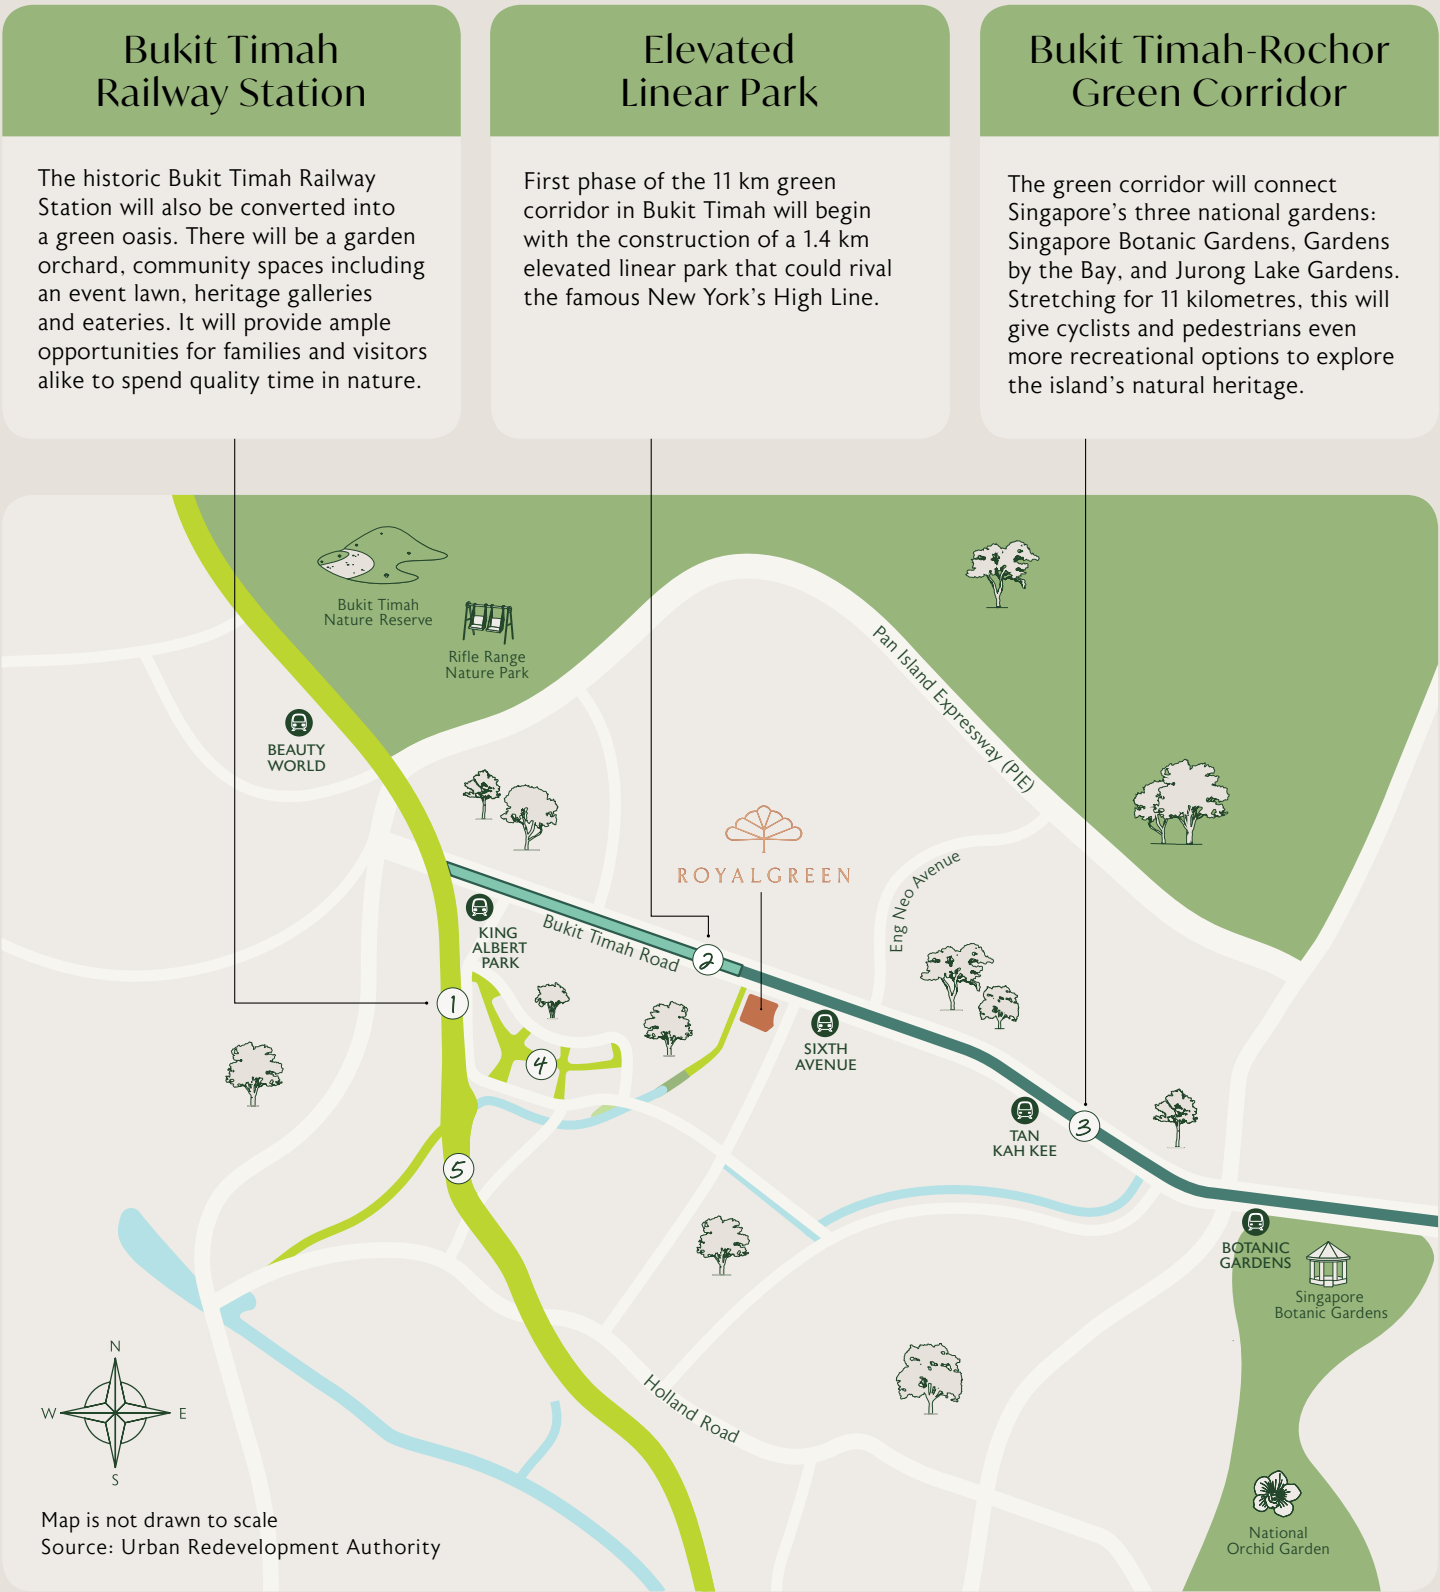 Bukit Timah
Railway Station
The historic Bukit Timah Railway
Station will also be converted into
a green oasis. There will be a garden
orchard, community spaces including
an event lawn, heritage galleries
and eateries. It will provide ample
opportunities for families and visitors
alike to spend quality time in nature.
Elevated
Linear Park
First phase of the 11 km green
corridor in Bukit Timah will begin
with the construction of a 1.4 km
elevated linear park that could rival
the famous New York's High Line.
Bukit Timah-Rochor
Green Corridor
The green corridor will connect
Singapore's three national gardens:
Singapore Botanic Gardens, Gardens
by the Bay, and Jurong Lake Gardens.
Stretching for 11 kilometres, this will
give cyclists and pedestrians even
more recreational options to explore
the island's natural heritage.
Bukit Timah
Nature Reserve
Rifle Range
Nature Park
Pan Island Expressway (PIE)
BEAUTY
WORLD
ROYALGREEN
Eng Neo Avenue
KING
ALBERT
PARK
Bukit Timah Road
2
1
SIXTH
AVENUE
4
TAN
KAH KEE
3
5
BOTANIC
GARDENS
Singapore
Botanic Gardens
Holland Road
N
W
E
S
National
Orchid Garden
Map is not drawn to scale
Source: Urban Redevelopment Authority